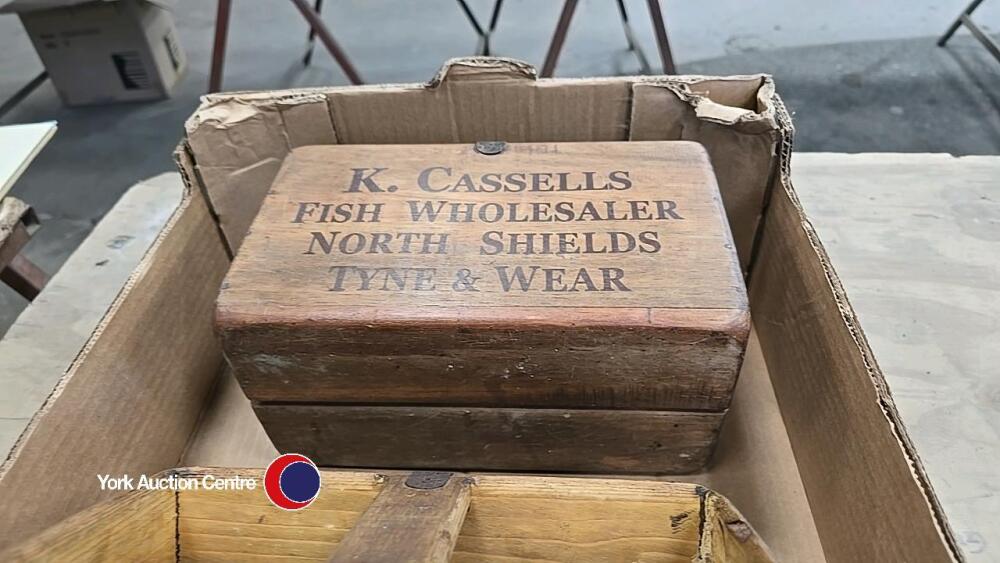 K. CASSELLS
FISH WHOLESALER
NORTH SHIELDS
TYNE & WEAR
York Auction Centre